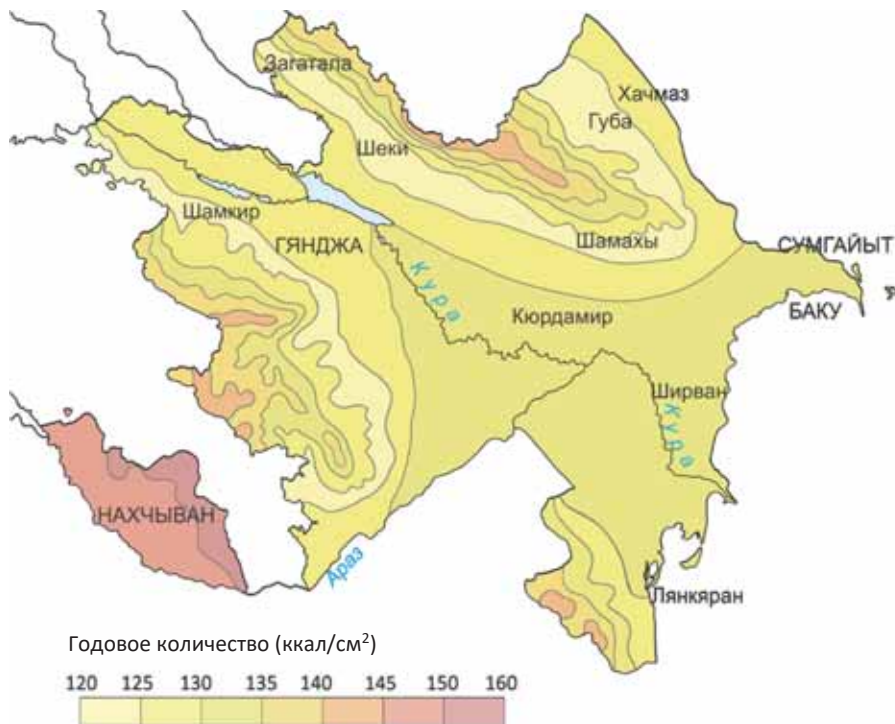 Загатала
Хачмаз
Губа
Шеки
Шамкир
ГЯНДЖА
Шамахы
СУМГАЙЫТ
Кура
Кюрдамир
БАКУ
Ширван
Кура
НАХЧЫВАН
Араз
Лянкяран
Годовое количество (ккал/см²)
120 125 130 135 140 145 150 160